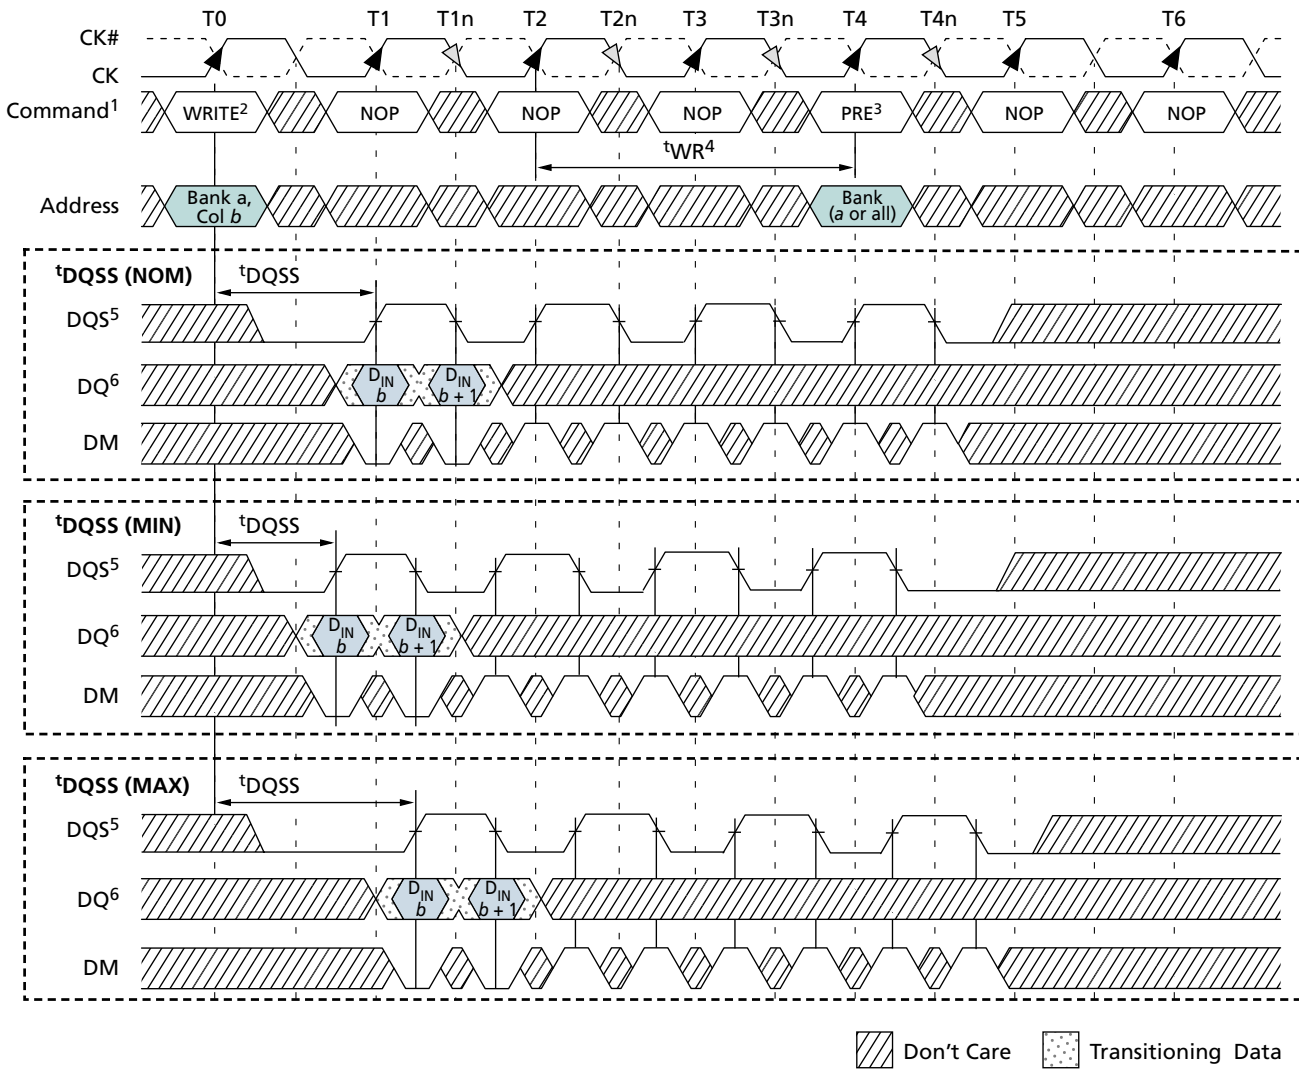 T0 T1 T1n T2 T2n T3 T3n T4 T4n T5 T6
CK#
CK
Command¹ WRITE² NOP NOP NOP PRE³ NOP NOP
tWR⁴
Address Bank a, Col b Bank (a or all)
tDQSS (NOM) tDQSS
DQS⁵
DQ⁶ DIN b DIN b + 1
DM
tDQSS (MIN) tDQSS
DQS⁵
DQ⁶ DIN b DIN b + 1
DM
tDQSS (MAX) tDQSS
DQS⁵
DQ⁶ DIN b DIN b + 1
DM
Don't Care Transitioning Data